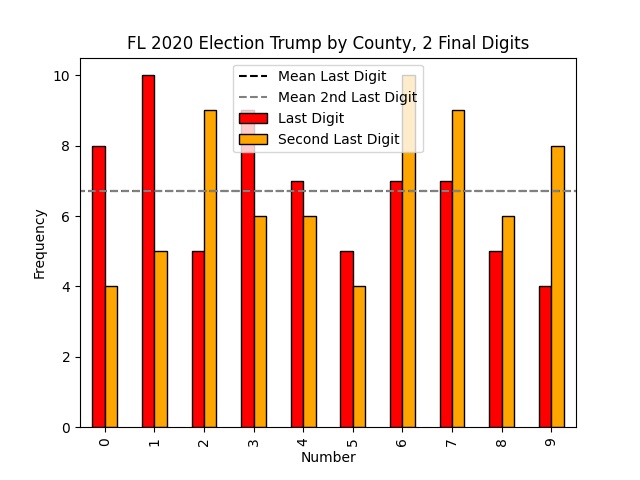 FL 2020 Election Trump by County, 2 Final Digits
Mean Last Digit
Mean 2nd Last Digit
Last Digit
Second Last Digit
Frequency
10
8
6
4
2
0
0 1 2 3 4 5 6 7 8 9
Number